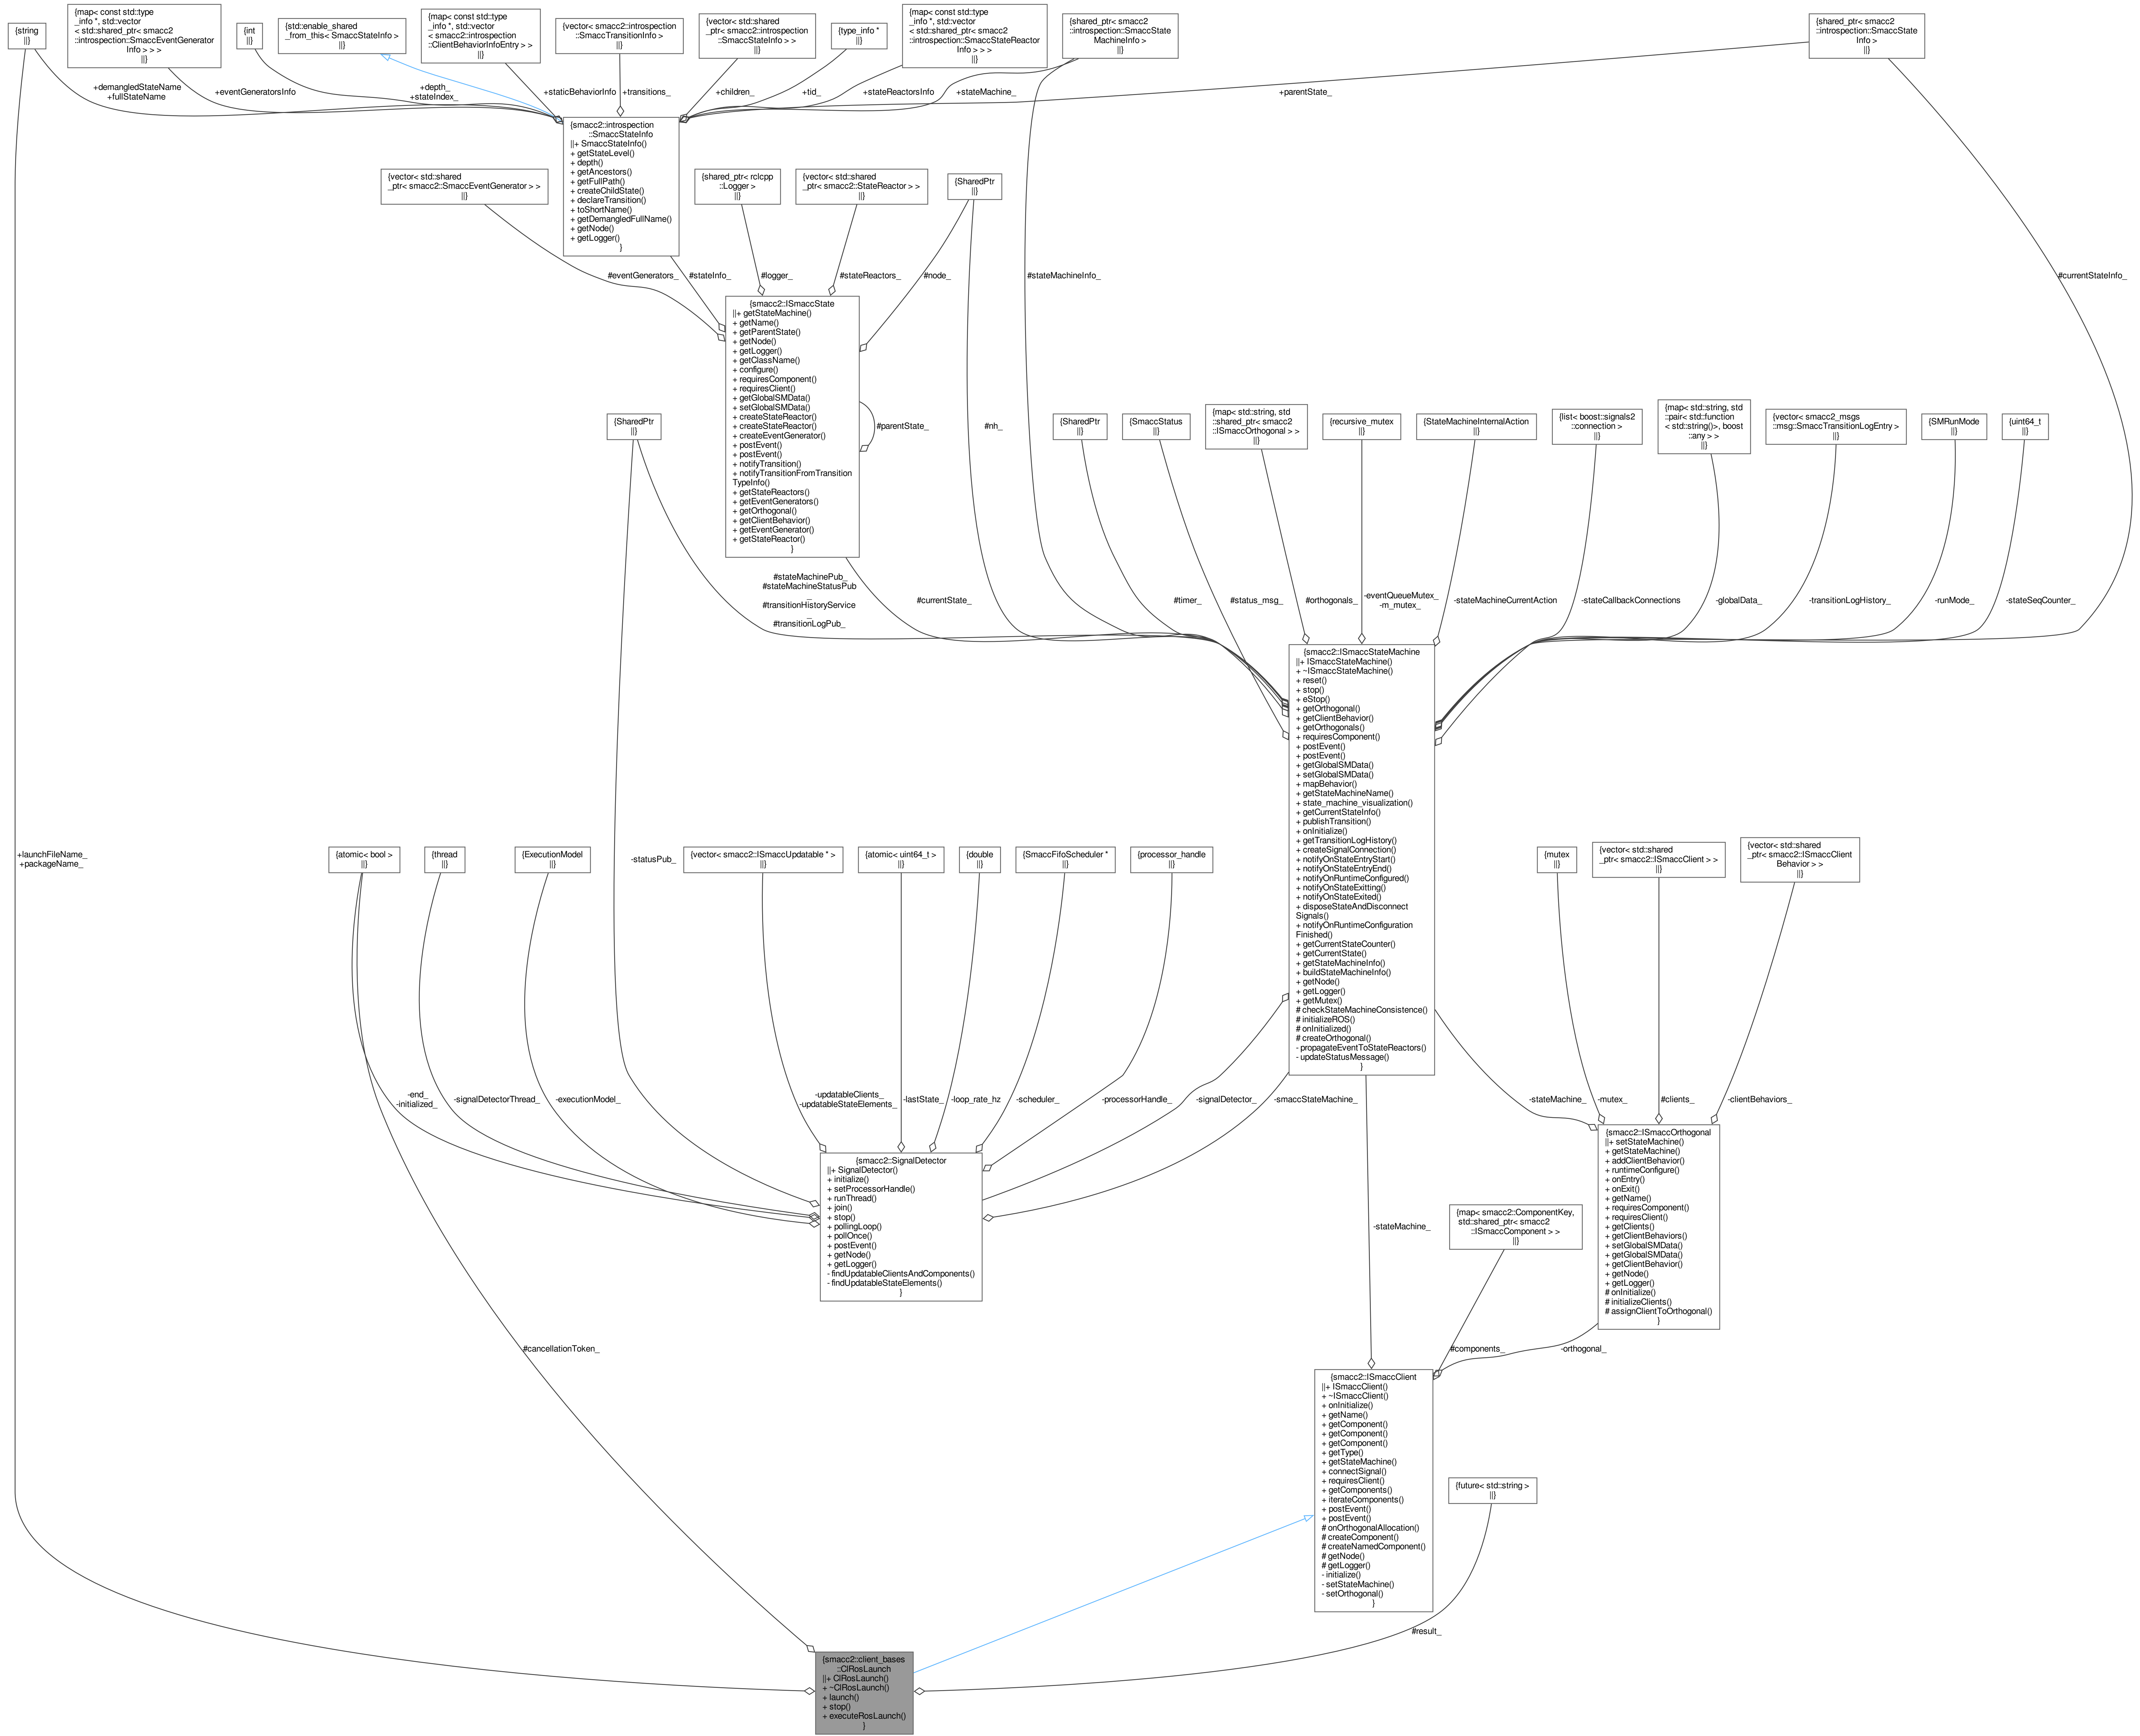 {string
||}
{map< const std::type
_info *, std::vector
< std::shared_ptr< smacc2
::introspection::SmaccEventGenerator
Info > > >
||}
{int
||}
{std::enable_shared
_from_this< SmaccStateInfo >
||}
{map< const std::type
_info *, std::vector
< smacc2::introspection
::ClientBehaviorInfoEntry > >
||}
{vector< smacc2::introspection
::SmaccTransitionInfo >
||}
{vector< std::shared
_ptr< smacc2::introspection
::SmaccStateInfo > >
||}
{type_info *
||}
{map< const std::type
_info *, std::vector
< std::shared_ptr< smacc2
::introspection::SmaccStateReactor
Info > > >
||}
{shared_ptr< smacc2
::introspection::SmaccState
MachineInfo >
||}
{shared_ptr< smacc2
::introspection::SmaccState
Info >
||}
+demangledStateName
+fullStateName
+eventGeneratorsInfo
+depth_
+stateIndex_
+staticBehaviorInfo
+transitions_
+children_
+tid_
+stateReactorsInfo
+stateMachine_
+parentState_
{smacc2::introspection
::SmaccStateInfo
||+ SmaccStateInfo()
+ getStateLevel()
+ depth()
+ getAncestors()
+ getFullPath()
+ createChildState()
+ declareTransition()
+ toShortName()
+ getDemangledFullName()
+ getNode()
+ getLogger()
}
{vector< std::shared
_ptr< smacc2::SmaccEventGenerator > >
||}
{shared_ptr< rclcpp
::Logger >
||}
{vector< std::shared
_ptr< smacc2::StateReactor > >
||}
{SharedPtr
||}
#eventGenerators_
#stateInfo_
#logger_
#stateReactors_
#node_
#stateMachineInfo_
#currentStateInfo_
{smacc2::ISmaccState
||+ getStateMachine()
+ getName()
+ getParentState()
+ getNode()
+ getLogger()
+ getClassName()
+ configure()
+ requiresComponent()
+ requiresClient()
+ getGlobalSMData()
+ setGlobalSMData()
+ createStateReactor()
+ createStateReactor()
+ createEventGenerator()
+ postEvent()
+ postEvent()
+ notifyTransition()
+ notifyTransitionFromTransition
TypeInfo()
+ getStateReactors()
+ getEventGenerators()
+ getOrthogonal()
+ getClientBehavior()
+ getEventGenerator()
+ getStateReactor()
}
#parentState_
#nh_
{SharedPtr
||}
{SharedPtr
||}
{SmaccStatus
||}
{map< std::string, std
::shared_ptr< smacc2
::ISmaccOrthogonal > >
||}
{recursive_mutex
||}
{StateMachineInternalAction
||}
{list< boost::signals2
::connection >
||}
{map< std::string, std
::pair< std::function
< std::string()>, boost
::any > >
||}
{vector< smacc2_msgs
::msg::SmaccTransitionLogEntry >
||}
{SMRunMode
||}
{uint64_t
||}
#stateMachinePub_
#stateMachineStatusPub
_
#transitionHistoryService
_
#transitionLogPub_
#currentState_
#timer_
#status_msg_
#orthogonals_
-eventQueueMutex_
-m_mutex_
-stateMachineCurrentAction
-stateCallbackConnections
-globalData_
-transitionLogHistory_
-runMode_
-stateSeqCounter_
{smacc2::ISmaccStateMachine
||+ ISmaccStateMachine()
+ ~ISmaccStateMachine()
+ reset()
+ stop()
+ eStop()
+ getOrthogonal()
+ getClientBehavior()
+ getOrthogonals()
+ requiresComponent()
+ postEvent()
+ postEvent()
+ getGlobalSMData()
+ setGlobalSMData()
+ mapBehavior()
+ getStateMachineName()
+ state_machine_visualization()
+ getCurrentStateInfo()
+ publishTransition()
+ onInitialize()
+ getTransitionLogHistory()
+ createSignalConnection()
+ notifyOnStateEntryStart()
+ notifyOnStateEntryEnd()
+ notifyOnRuntimeConfigured()
+ notifyOnStateExitting()
+ notifyOnStateExited()
+ disposeStateAndDisconnect
Signals()
+ notifyOnRuntimeConfiguration
Finished()
+ getCurrentStateCounter()
+ getCurrentState()
+ getStateMachineInfo()
+ buildStateMachineInfo()
+ getNode()
+ getLogger()
+ getMutex()
# checkStateMachineConsistence()
# initializeROS()
# onInitialized()
# createOrthogonal()
- propagateEventToStateReactors()
- updateStatusMessage()
}
+launchFileName_
+packageName_
{atomic< bool >
||}
{thread
||}
{ExecutionModel
||}
-statusPub_
{vector< smacc2::ISmaccUpdatable * >
||}
{atomic< uint64_t >
||}
{double
||}
{SmaccFifoScheduler *
||}
{processor_handle
||}
{mutex
||}
{vector< std::shared
_ptr< smacc2::ISmaccClient > >
||}
{vector< std::shared
_ptr< smacc2::ISmaccClient
Behavior > >
||}
-end_
-initialized_
-signalDetectorThread_
-executionModel_
-updatableClients_
-updatableStateElements_
-lastState_
-loop_rate_hz
-scheduler_
-processorHandle_
-signalDetector_
-smaccStateMachine_
-stateMachine_
-mutex_
#clients_
-clientBehaviors_
{smacc2::SignalDetector
||+ SignalDetector()
+ initialize()
+ setProcessorHandle()
+ runThread()
+ join()
+ stop()
+ pollingLoop()
+ pollOnce()
+ postEvent()
+ getNode()
+ getLogger()
- findUpdatableClientsAndComponents()
- findUpdatableStateElements()
}
{smacc2::ISmaccOrthogonal
||+ setStateMachine()
+ getStateMachine()
+ addClientBehavior()
+ runtimeConfigure()
+ onEntry()
+ onExit()
+ getName()
+ requiresComponent()
+ requiresClient()
+ getClients()
+ getClientBehaviors()
+ setGlobalSMData()
+ getGlobalSMData()
+ getClientBehavior()
+ getNode()
+ getLogger()
# onInitialize()
# initializeClients()
# assignClientToOrthogonal()
}
-stateMachine_
{map< smacc2::ComponentKey,
std::shared_ptr< smacc2
::ISmaccComponent > >
||}
#cancellationToken_
#components_
-orthogonal_
{smacc2::ISmaccClient
||+ ISmaccClient()
+ ~ISmaccClient()
+ onInitialize()
+ getName()
+ getComponent()
+ getComponent()
+ getComponent()
+ getType()
+ getStateMachine()
+ connectSignal()
+ requiresClient()
+ getComponents()
+ iterateComponents()
+ postEvent()
+ postEvent()
# onOrthogonalAllocation()
# createComponent()
# createNamedComponent()
# getNode()
# getLogger()
- initialize()
- setStateMachine()
- setOrthogonal()
}
{future< std::string >
||}
#result_
{smacc2::client_bases
::ClRosLaunch
||+ ClRosLaunch()
+ ~ClRosLaunch()
+ launch()
+ stop()
+ executeRosLaunch()
}